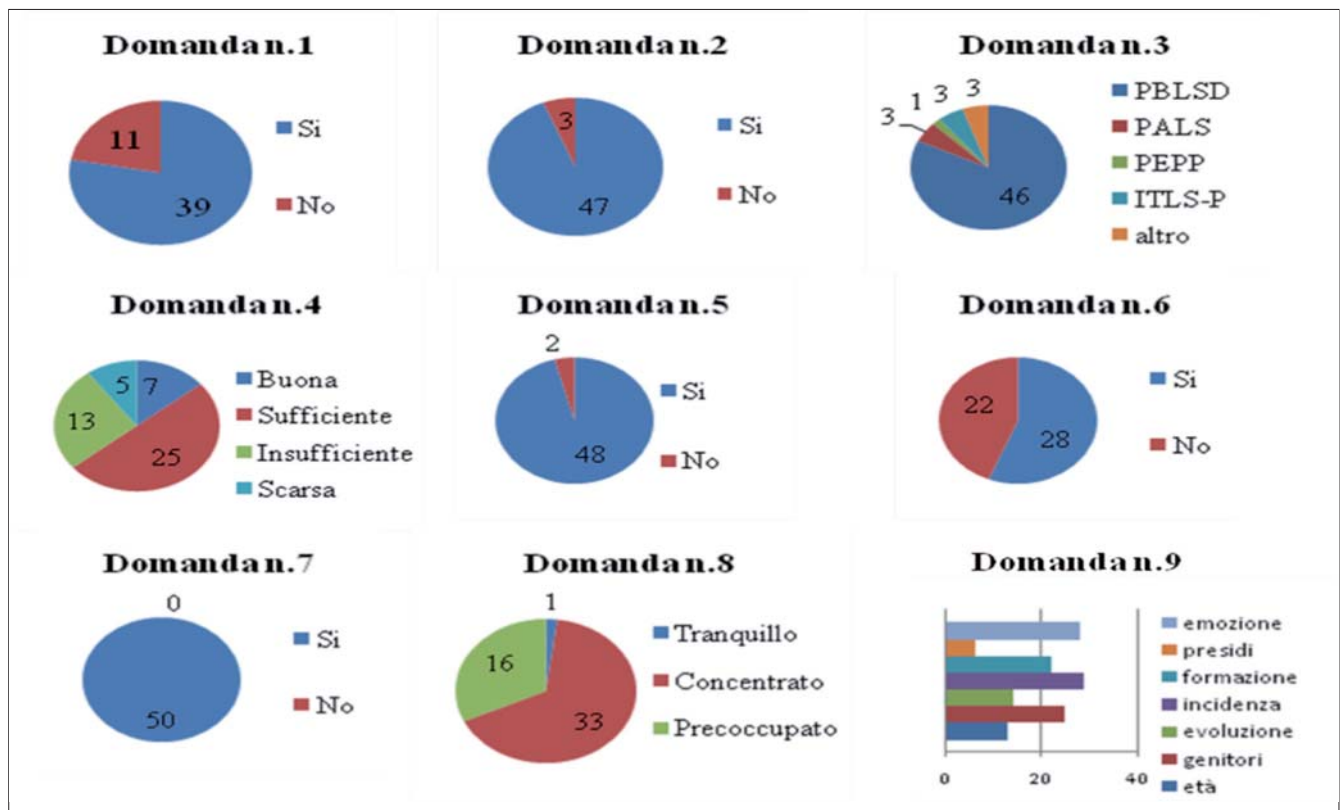 Domanda n.1
11
39
Si
No
Domanda n.2
3
47
Si
No
Domanda n.3
3
1
3
3
46
PBLSD
PALS
PEPP
ITLS-P
altro
Domanda n.4
5
7
13
25
Buona
Sufficiente
Insufficiente
Scarsa
Domanda n.5
2
48
Si
No
Domanda n.6
22
28
Si
No
Domanda n.7
0
50
Si
No
Domanda n.8
1
16
33
Tranquillo
Concentrato
Precoccupato
Domanda n.9
emozione
presidi
formazione
incidenza
evoluzione
genitori
età
0 20 40